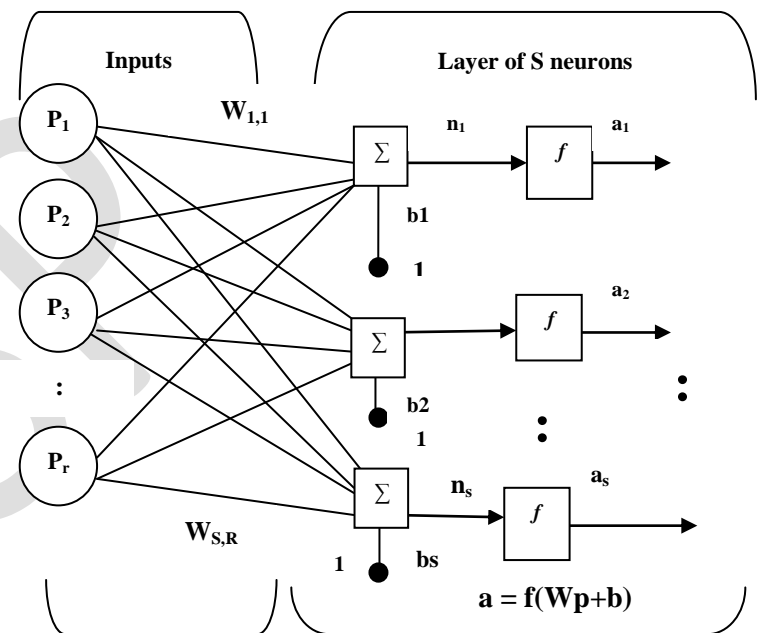 Inputs
Layer of S neurons
P1
W1,1
Σ
n1
f
a1
b1
1
P2
P3
Σ
f
a2
b2
1
:
Pr
WS,R
Σ
ns
f
as
1
bs
a = f(Wp+b)